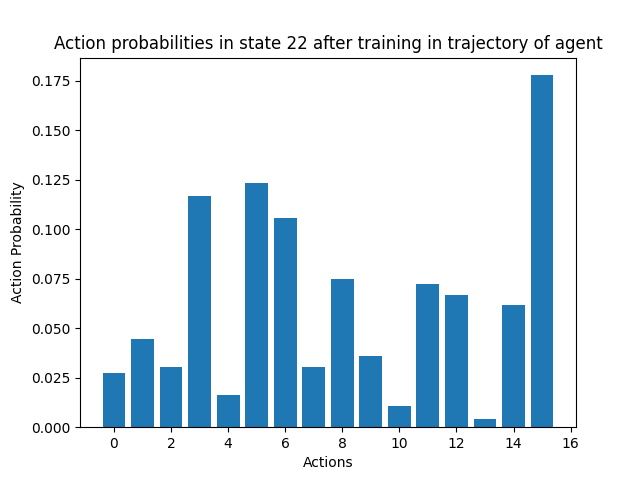 Action probabilities in state 22 after training in trajectory of agent
0.175
0.150
0.125
0.100
0.075
0.050
0.025
0.000
Action Probability
0 2 4 6 8 10 12 14 16
Actions